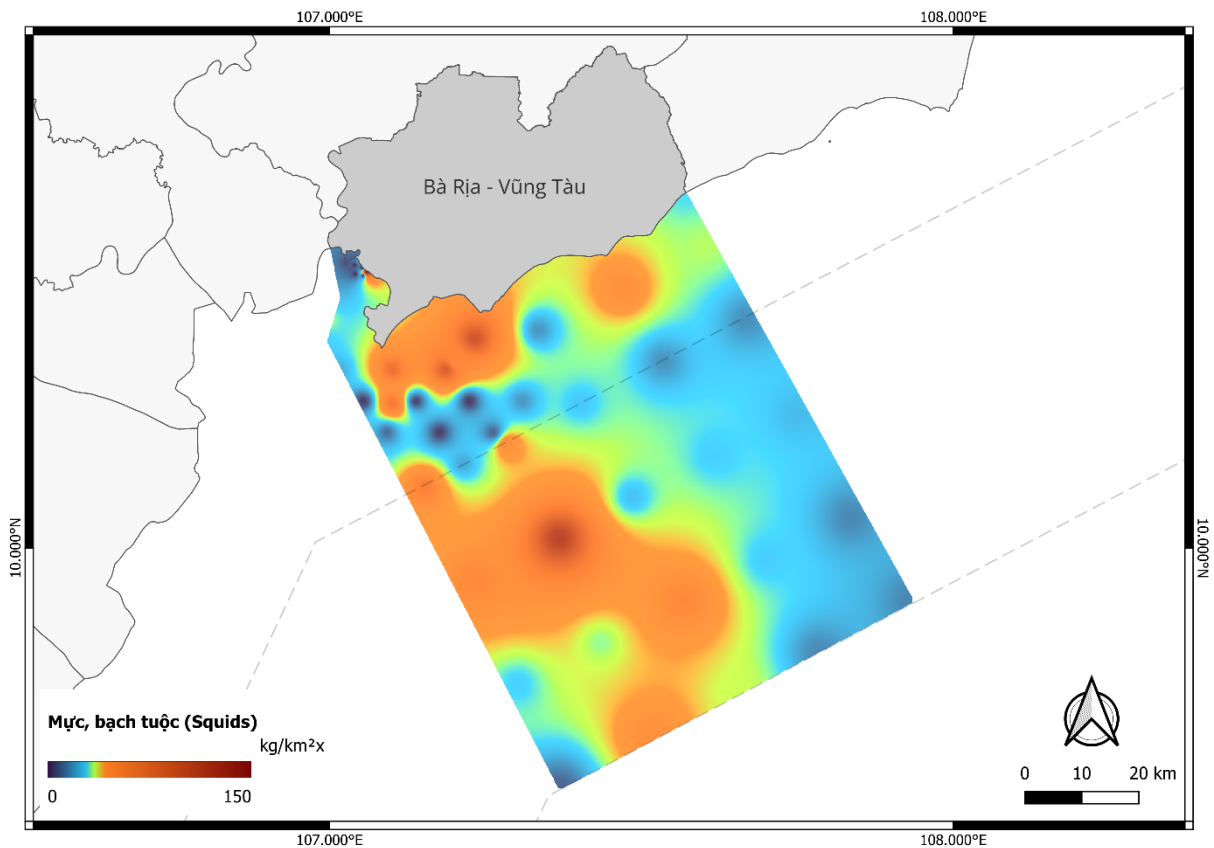 107.000°E 108.000°E
Bà Rịa - Vũng Tàu
10.000°N 10.000°N
Mực, bạch tuộc (Squids)
kg/km²x
0 150
0 10 20 km
107.000°E 108.000°E